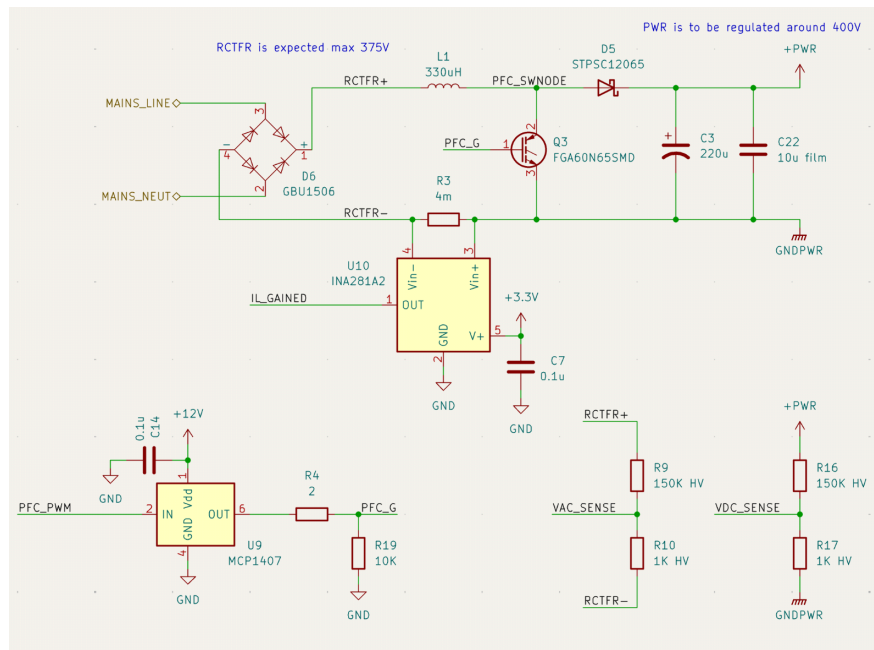 PWR is to be regulated around 400V
RCTFR is expected max 375V
+PWR
D5
STPSC12065
L1
330uH
RCTFR+
PFC_SWNODE
MAINS_LINE
3
-
4
+
1
2
D6
GBU1506
MAINS_NEUT
PFC_G
1
2
3
Q3
FGA60N65SMD
+
C3
220u
C22
10u film
R3
4m
RCTFR-
GNDPWR
U10
INA281A2
4
3
Vin-
Vin+
IL_GAINED
1
OUT
GND
V+
5
2
+3.3V
C7
0.1u
GND
GND
0.1u
C14
+12V
GND
1
Vdd
PFC_PWM
2
IN
OUT
6
GND
4
U9
MCP1407
GND
R4
2
PFC_G
R19
10K
GND
RCTFR+
R9
150K HV
VAC_SENSE
R10
1K HV
RCTFR-
+PWR
R16
150K HV
VDC_SENSE
R17
1K HV
GNDPWR